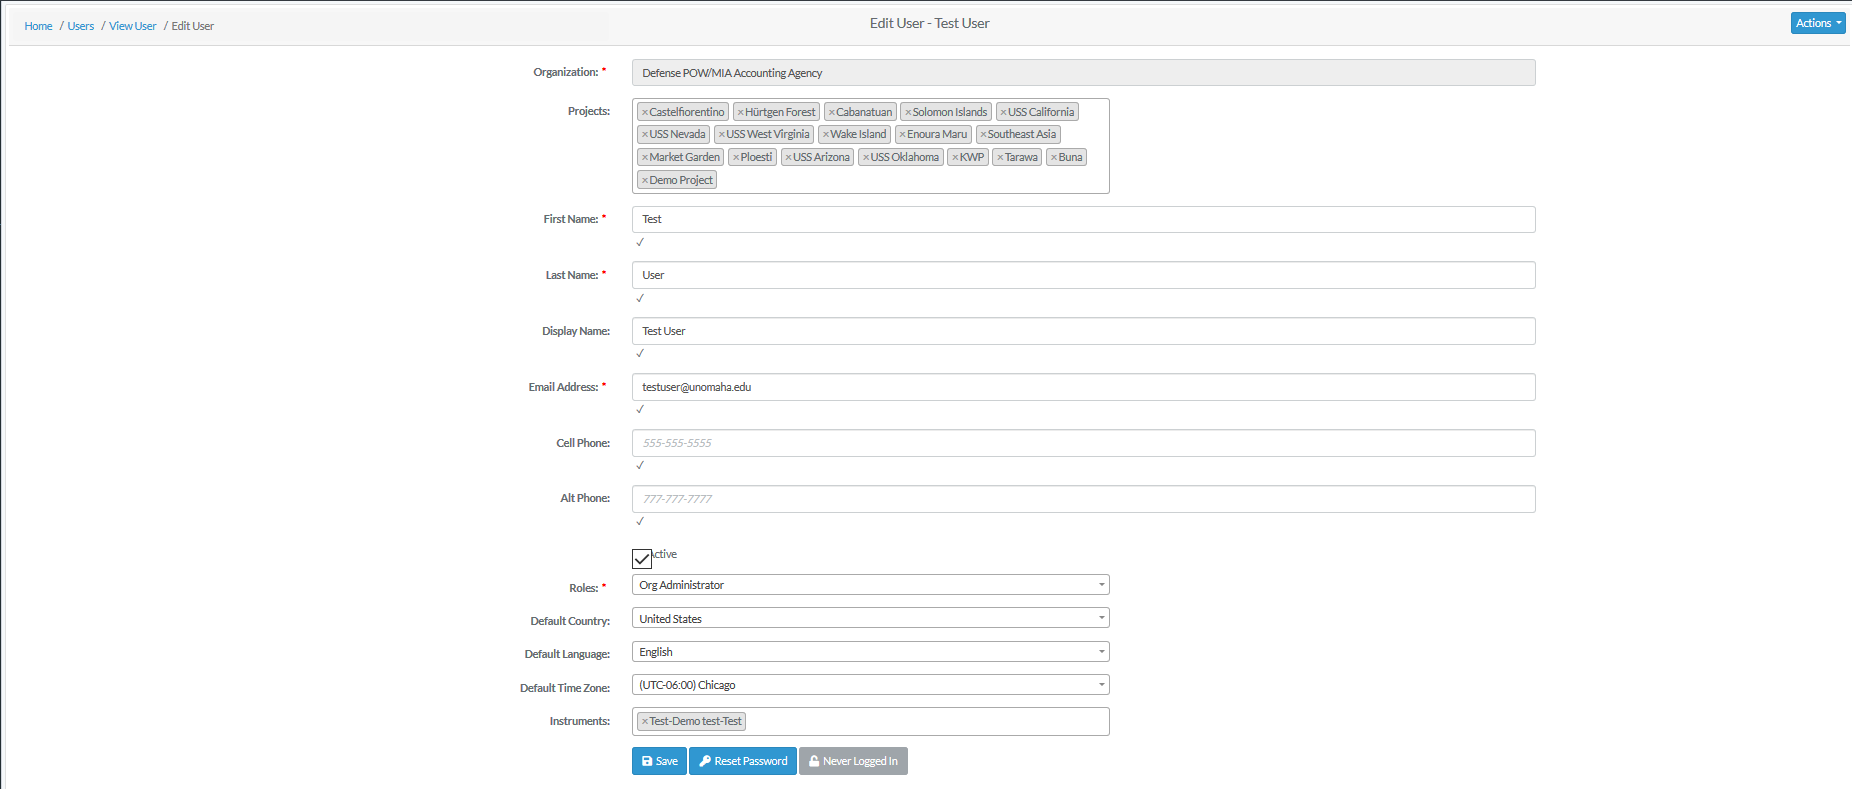 Home / Users / View User / Edit User
Edit User - Test User
Actions
Organization: *
Defense POW/MIA Accounting Agency
Projects:
×Castelfiorentino ×Hürtgen Forest ×Cabanatuan ×Solomon Islands ×USS California
×USS Nevada ×USS West Virginia ×Wake Island ×Enoura Maru ×Southeast Asia
×Market Garden ×Ploesti ×USS Arizona ×USS Oklahoma ×KWP ×Tarawa ×Buna
×Demo Project
First Name: *
Test
✓
Last Name: *
User
✓
Display Name:
Test User
✓
Email Address: *
testuser@unomaha.edu
✓
Cell Phone:
555-555-5555
✓
Alt Phone:
777-777-7777
✓
Active
Roles: *
Org Administrator
Default Country:
United States
Default Language:
English
Default Time Zone:
(UTC-06:00) Chicago
Instruments:
×Test-Demo test-Test
Save
Reset Password
Never Logged In